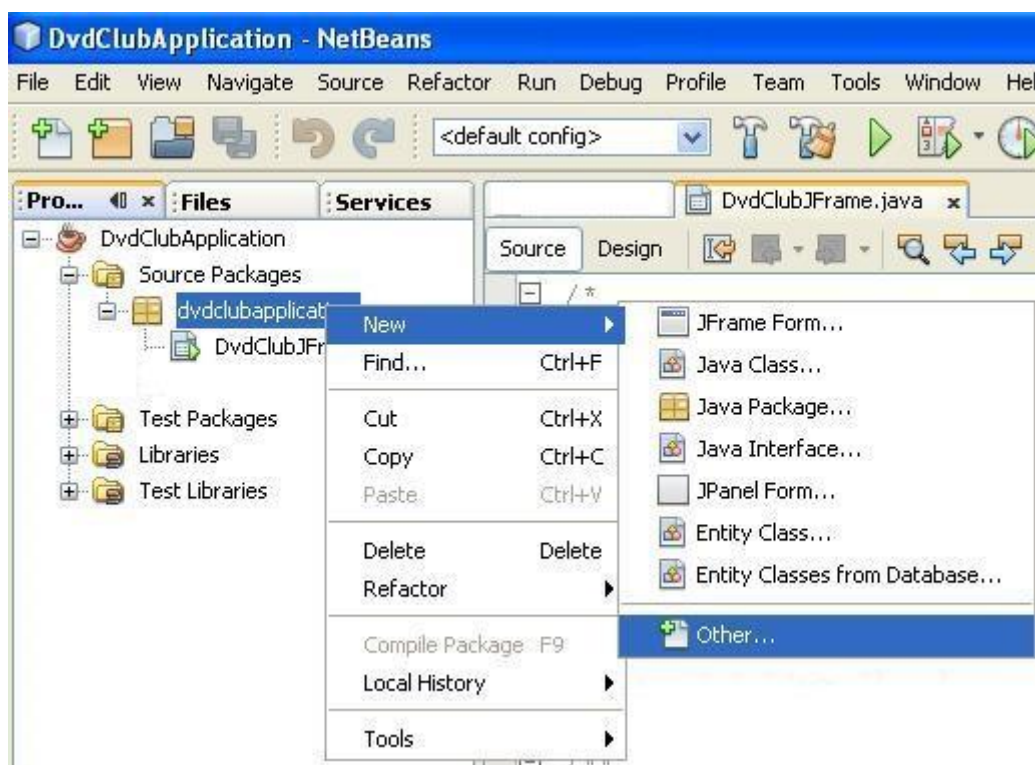 DvdClubApplication - NetBeans
File Edit View Navigate Source Refactor Run Debug Profile Team Tools Window Hel
<default config>
Pro... Files Services
DvdClubJFrame.java
DvdClubApplication
Source Packages
dvdclubapplicat
DvdClubJFr
Test Packages
Libraries
Test Libraries
Source Design
/*
New
Find... Ctrl+F
Cut Ctrl+X
Copy Ctrl+C
Paste Ctrl+V
Delete Delete
Refactor
Compile Package F9
Local History
Tools
JFrame Form...
Java Class...
Java Package...
Java Interface...
JPanel Form...
Entity Class...
Entity Classes from Database...
Other...